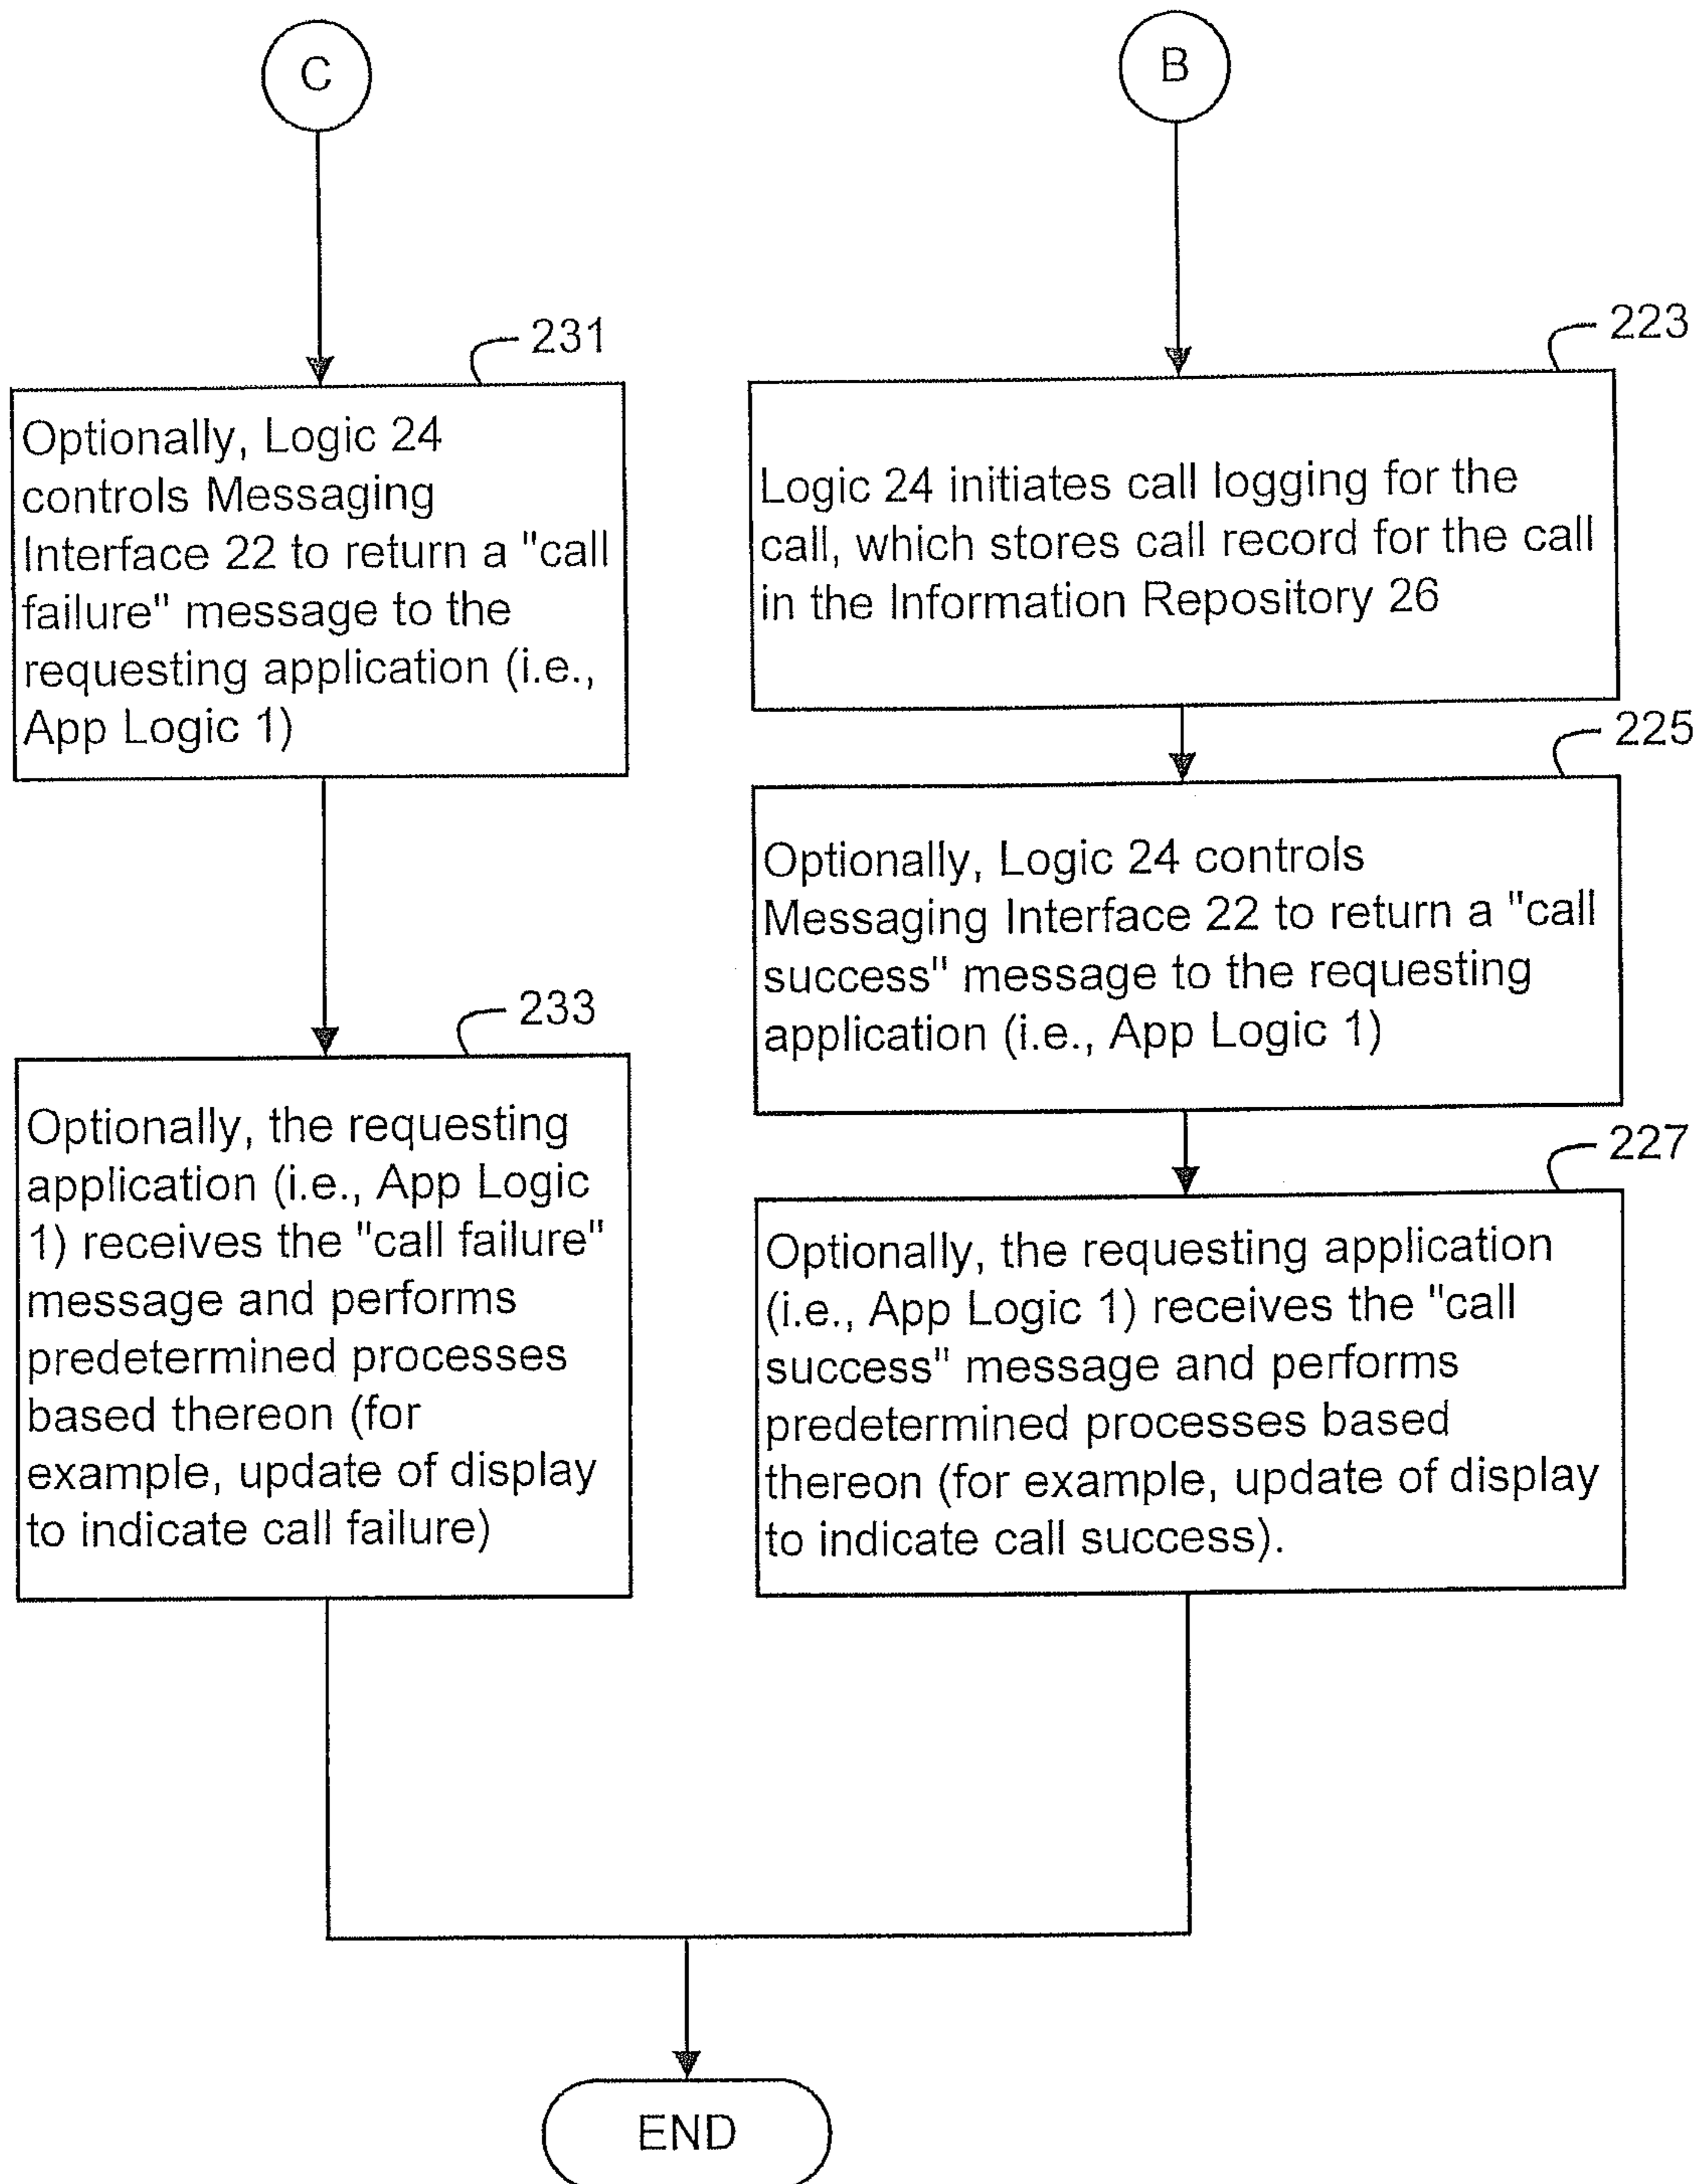 C
231
Optionally, Logic 24
controls Messaging
Interface 22 to return a "call
failure" message to the
requesting application (i.e.,
App Logic 1)
233
Optionally, the requesting
application (i.e., App Logic
1) receives the "call failure"
message and performs
predetermined processes
based thereon (for
example, update of display
to indicate call failure)
B
223
Logic 24 initiates call logging for the
call, which stores call record for the call
in the Information Repository 26
225
Optionally, Logic 24 controls
Messaging Interface 22 to return a "call
success" message to the requesting
application (i.e., App Logic 1)
227
Optionally, the requesting application
(i.e., App Logic 1) receives the "call
success" message and performs
predetermined processes based
thereon (for example, update of display
to indicate call success).
END